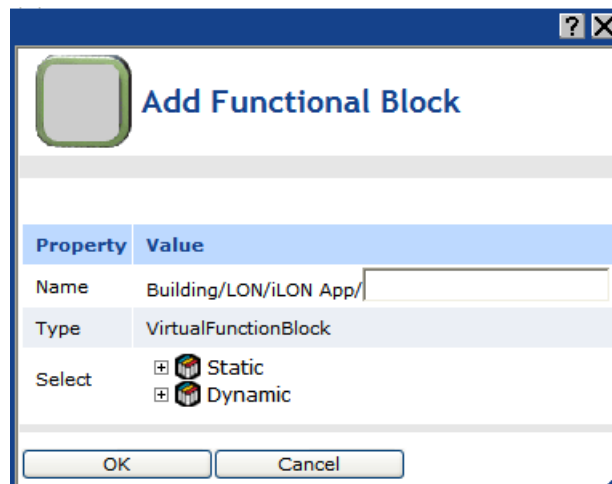 ?
Add Functional Block
Property Value
Name Building/LON/iLON App/
Type VirtualFunctionBlock
Select
Static
Dynamic
OK Cancel